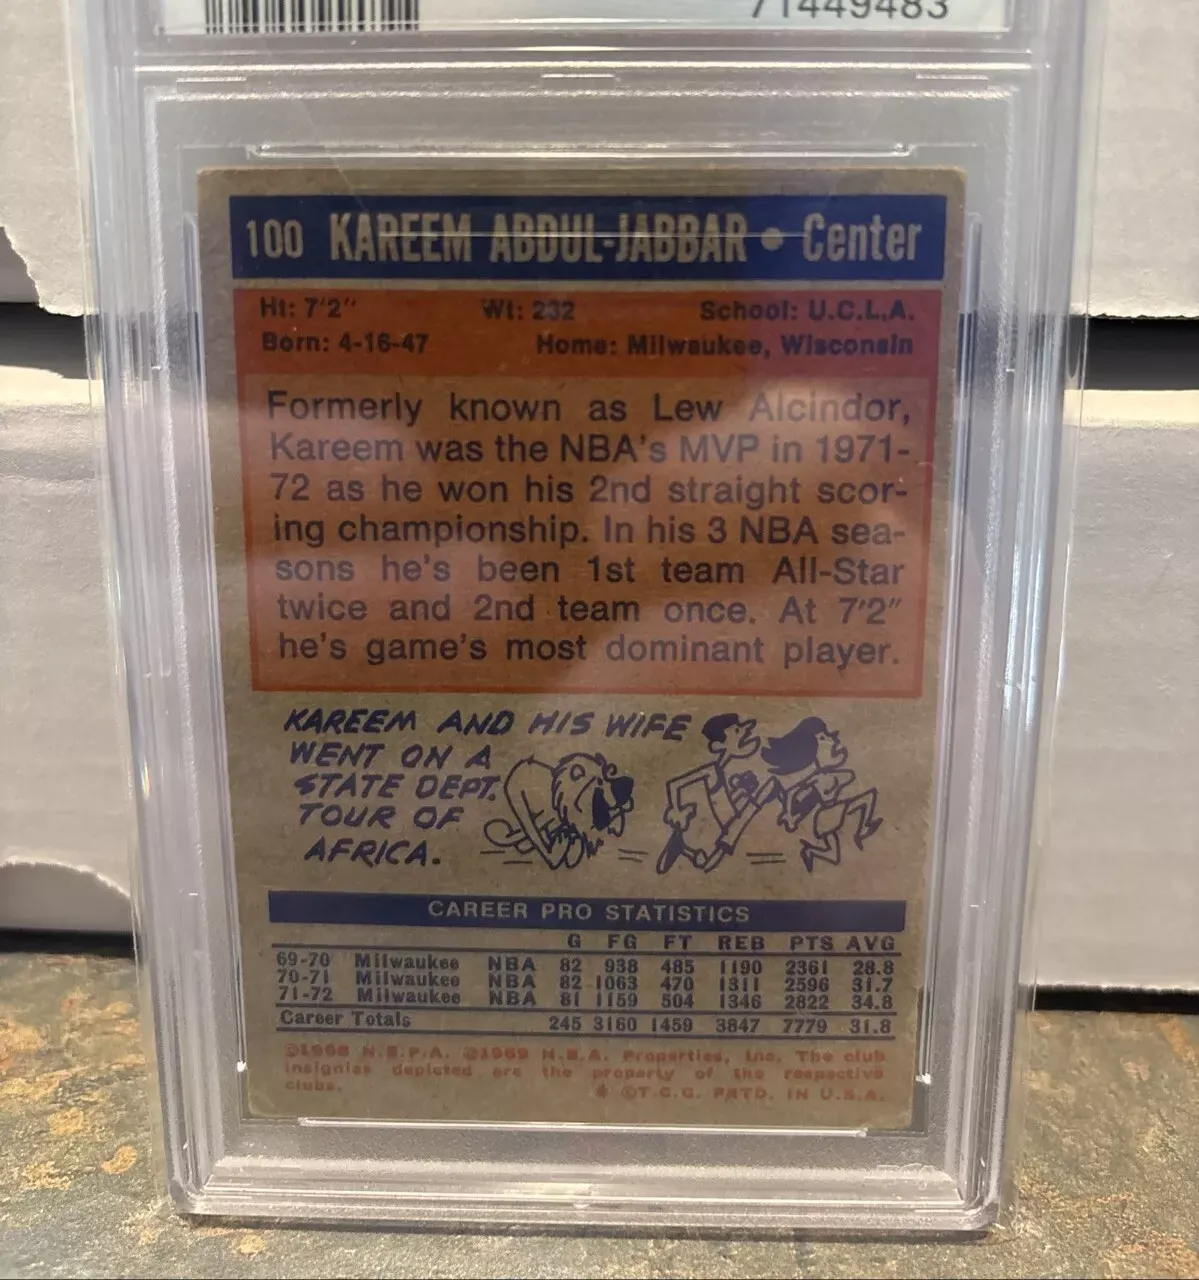 71449483
100 KAREEM ABDUL-JABBAR • Center
Ht: 7'2" Wt: 232 School: U.C.L.A.
Born: 4-16-47 Home: Milwaukee, Wisconsin
Formerly known as Lew Alcindor,
Kareem was the NBA's MVP in 1971-
72 as he won his 2nd straight scor-
ing championship. In his 3 NBA sea-
sons he's been 1st team All-Star
twice and 2nd team once. At 7'2"
he's game's most dominant player.
KAREEM AND HIS WIFE
WENT ON A
STATE DEPT.
TOUR OF
AFRICA.
CAREER PRO STATISTICS
G FG FT REB PTS AVG
69-70 Milwaukee NBA 82 938 485 1190 2361 28.8
70-71 Milwaukee NBA 82 1063 470 1311 2596 31.7
71-72 Milwaukee NBA 81 1159 504 1346 2822 34.8
Career Totals 245 3160 1459 3847 7779 31.8
©1968 N.B.P.A. ©1969 N.B.A. Properties, Inc. The club
insignias depicted are the property of the respective
clubs.
©T.C.G. PRTD. IN U.S.A.